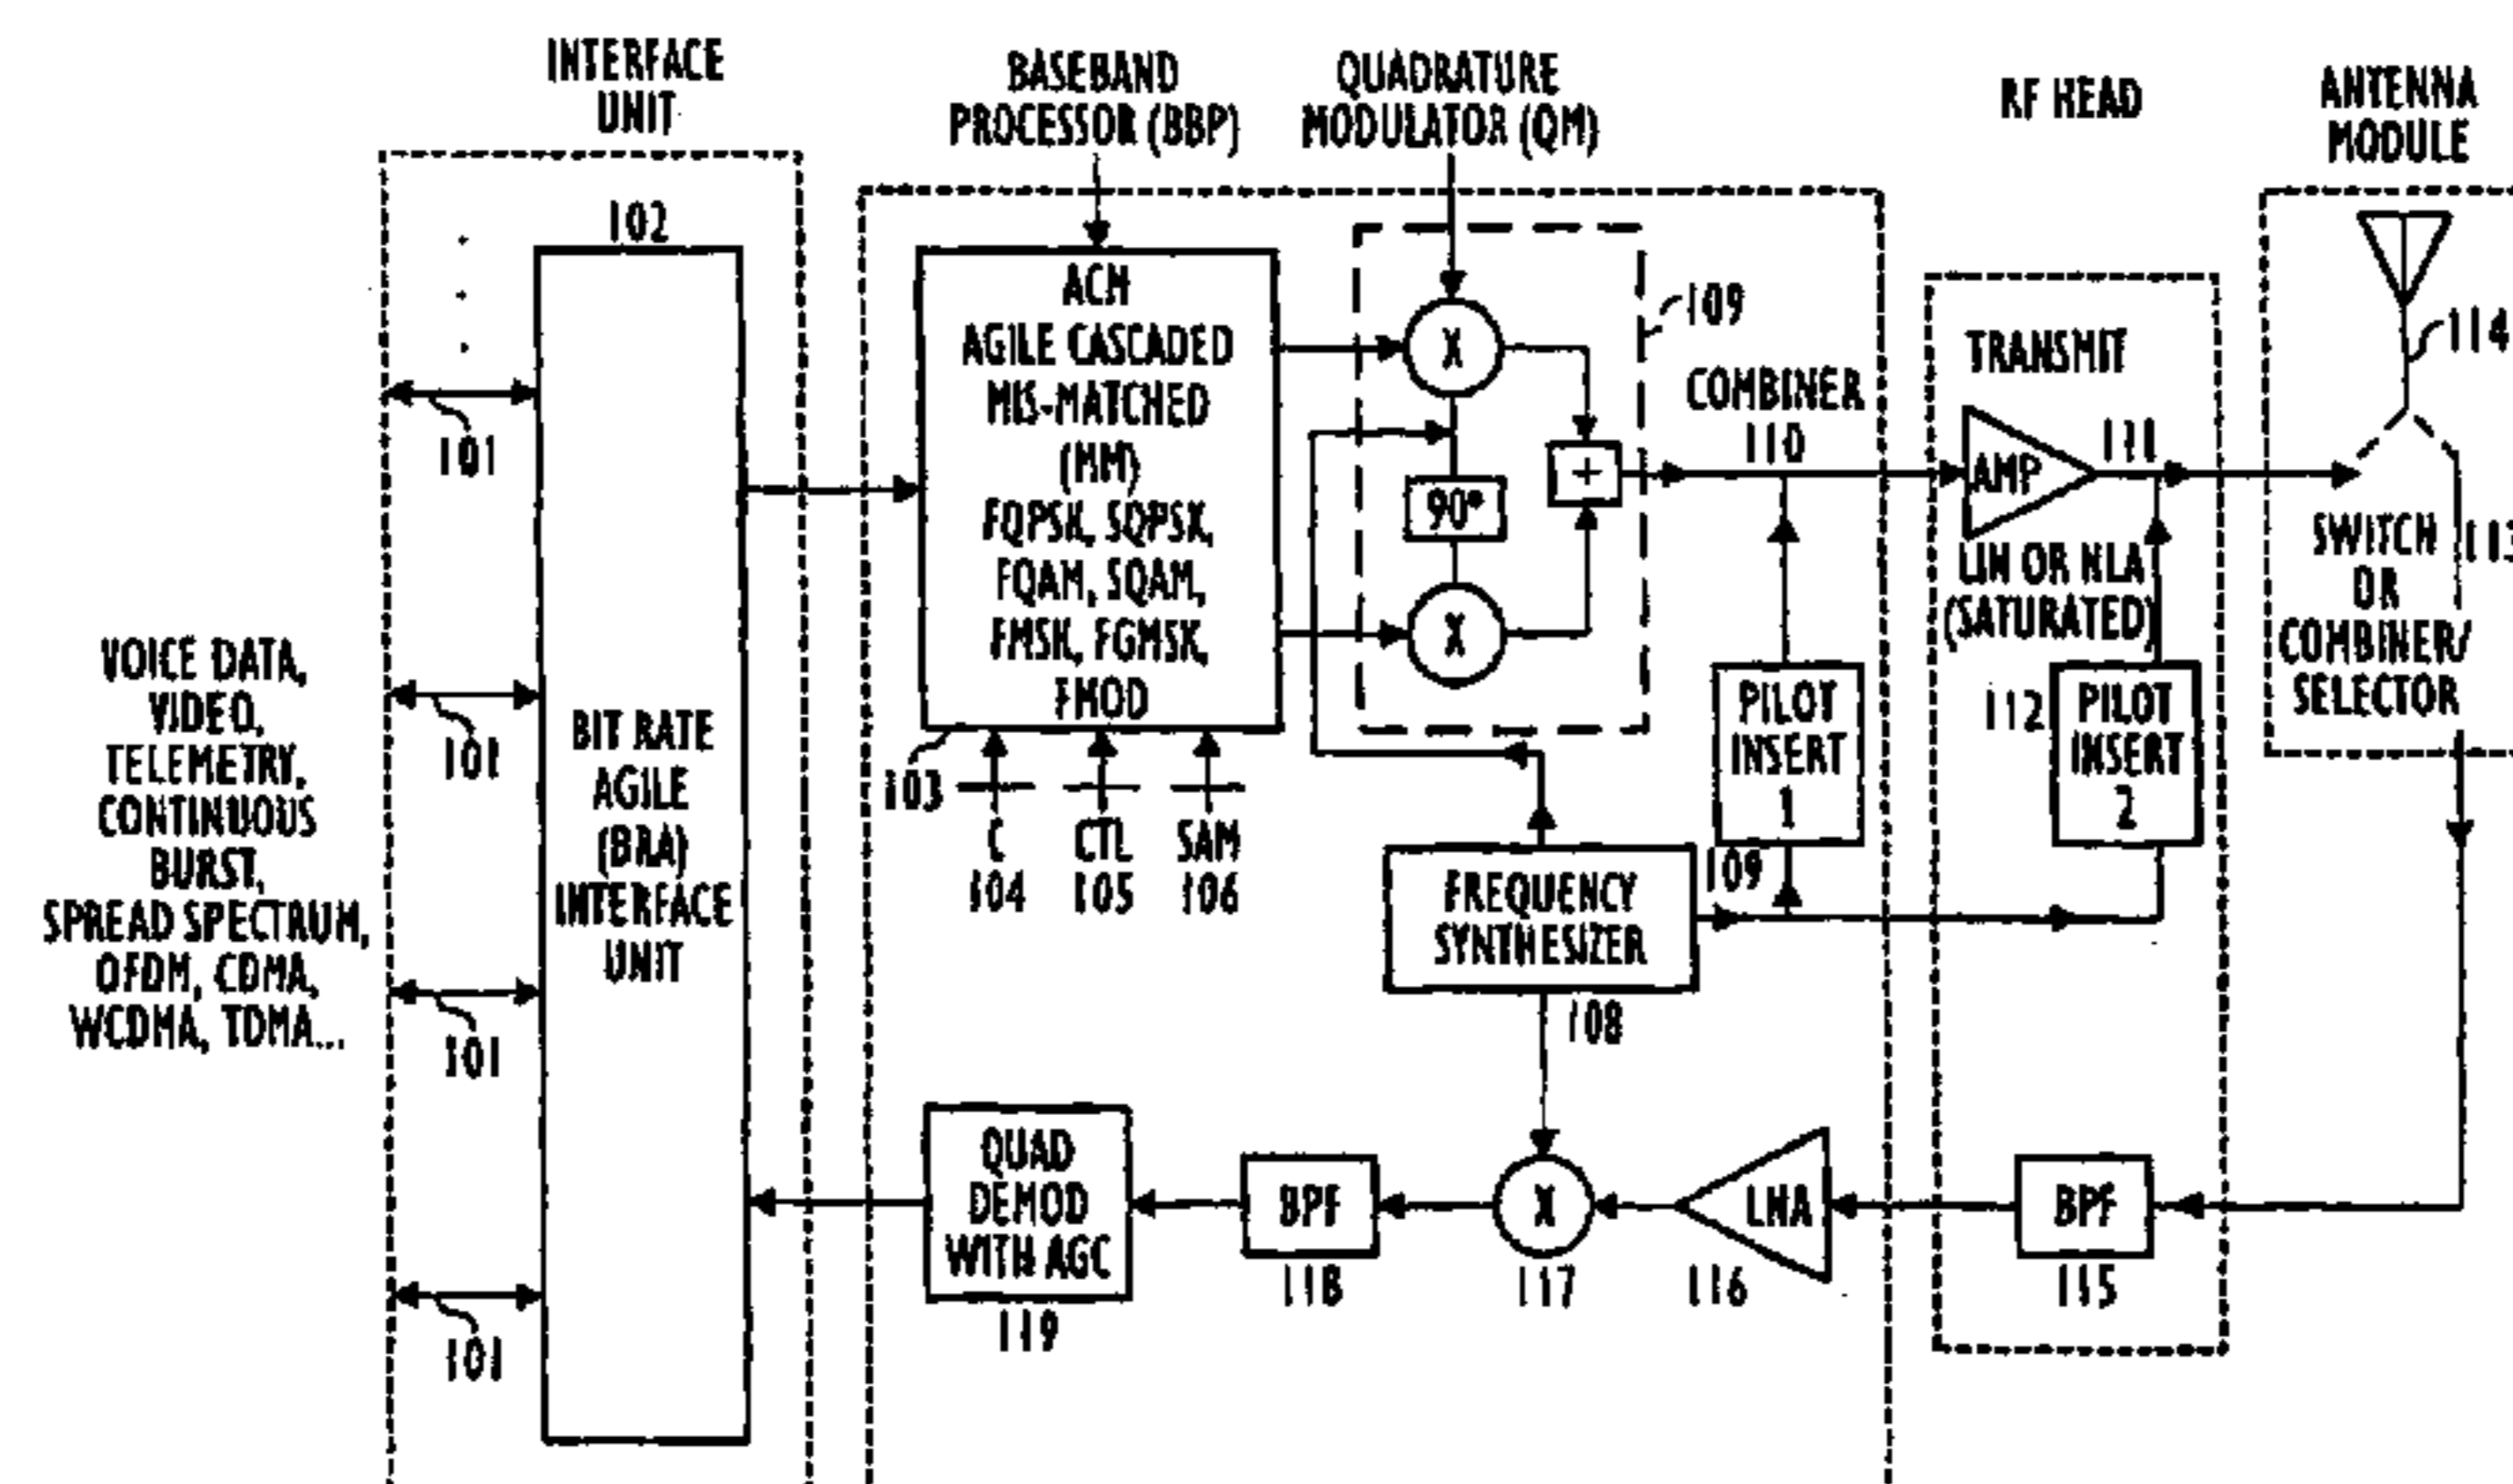 INTERFACE
UNIT
BASEBAND
PROCESSOR (BBP)
QUADRATURE
MODULATOR (QM)
RF HEAD
ANTENNA
MODULE
102
101
101
101
101
VOICE DATA,
VIDEO,
TELEMETRY,
CONTINUOUS
BURST,
SPREAD SPECTRUM,
OFDM, CDMA,
WCDMA, TDMA...
BIT RATE
AGILE
(BRA)
INTERFACE
UNIT
ACM
AGILE CASCADED
MIS-MATCHED
(MM)
FQPSK, SQPSK,
FQAM, SQAM,
FMSK, FGMSK,
FMOD
103
C
104
CTL
105
SAM
106
X
90°
X
+
109
COMBINER
110
PILOT
INSERT
1
109
FREQUENCY
SYNTHESIZER
108
TRANSMIT
AMP
111
LIN OR NLA
(SATURATED)
112
PILOT
INSERT
2
114
SWITCH
OR
COMBINER/
SELECTOR
113
QUAD
DEMOD
WITH AGC
119
BPF
118
X
117
LNA
116
BPF
115